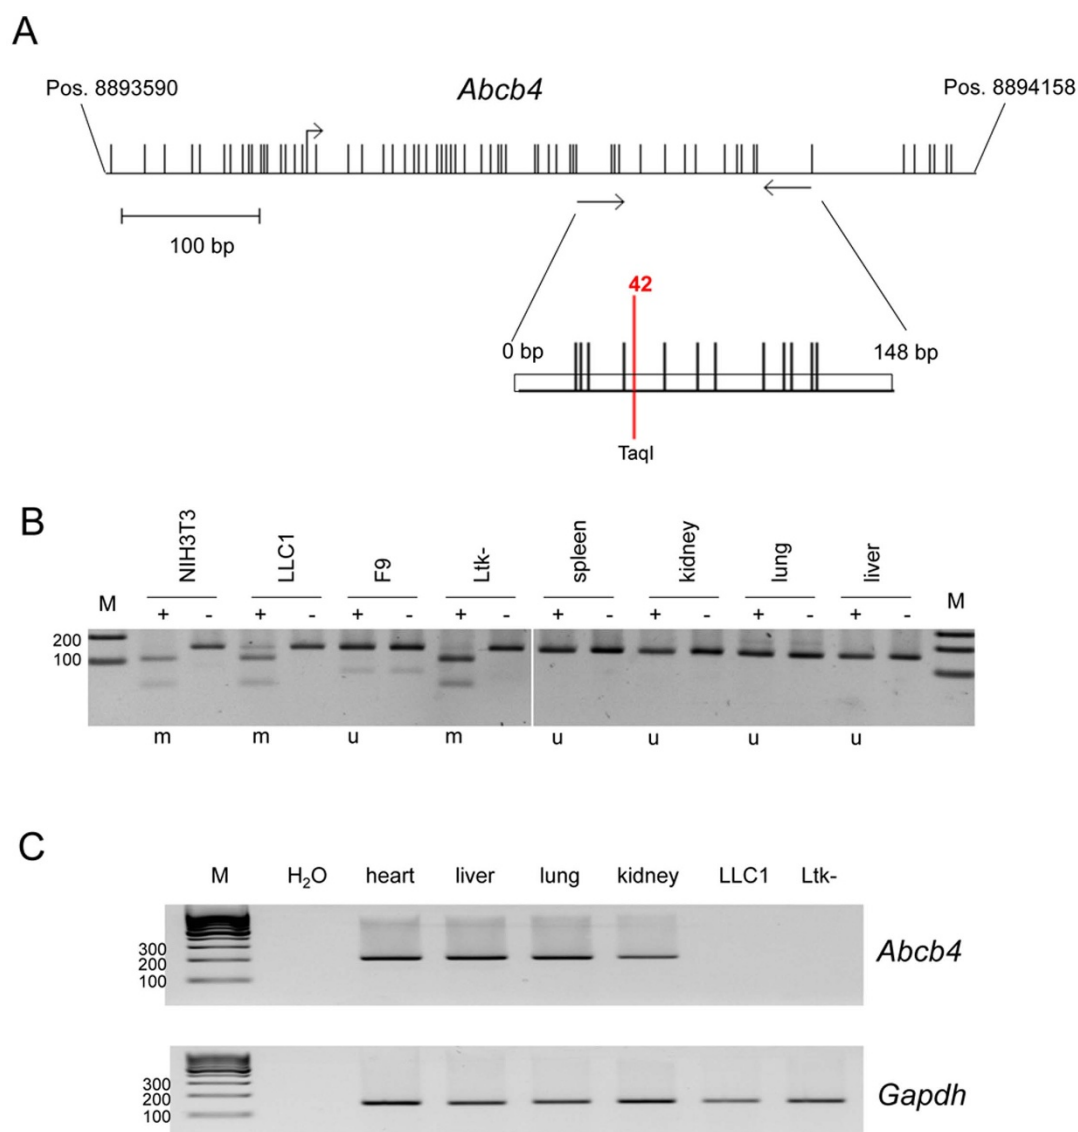 A
Pos. 8893590
Abcb4
Pos. 8894158
100 bp
42
0 bp
148 bp
TaqI
B
NIH3T3
LLC1
F9
Ltk-
spleen
kidney
lung
liver
M
M
+ - + - + - + - + - + - + - + -
200
100
m m u m u u u u
C
M H₂O heart liver lung kidney LLC1 Ltk-
300
200
100
Abcb4
300
200
100
Gapdh